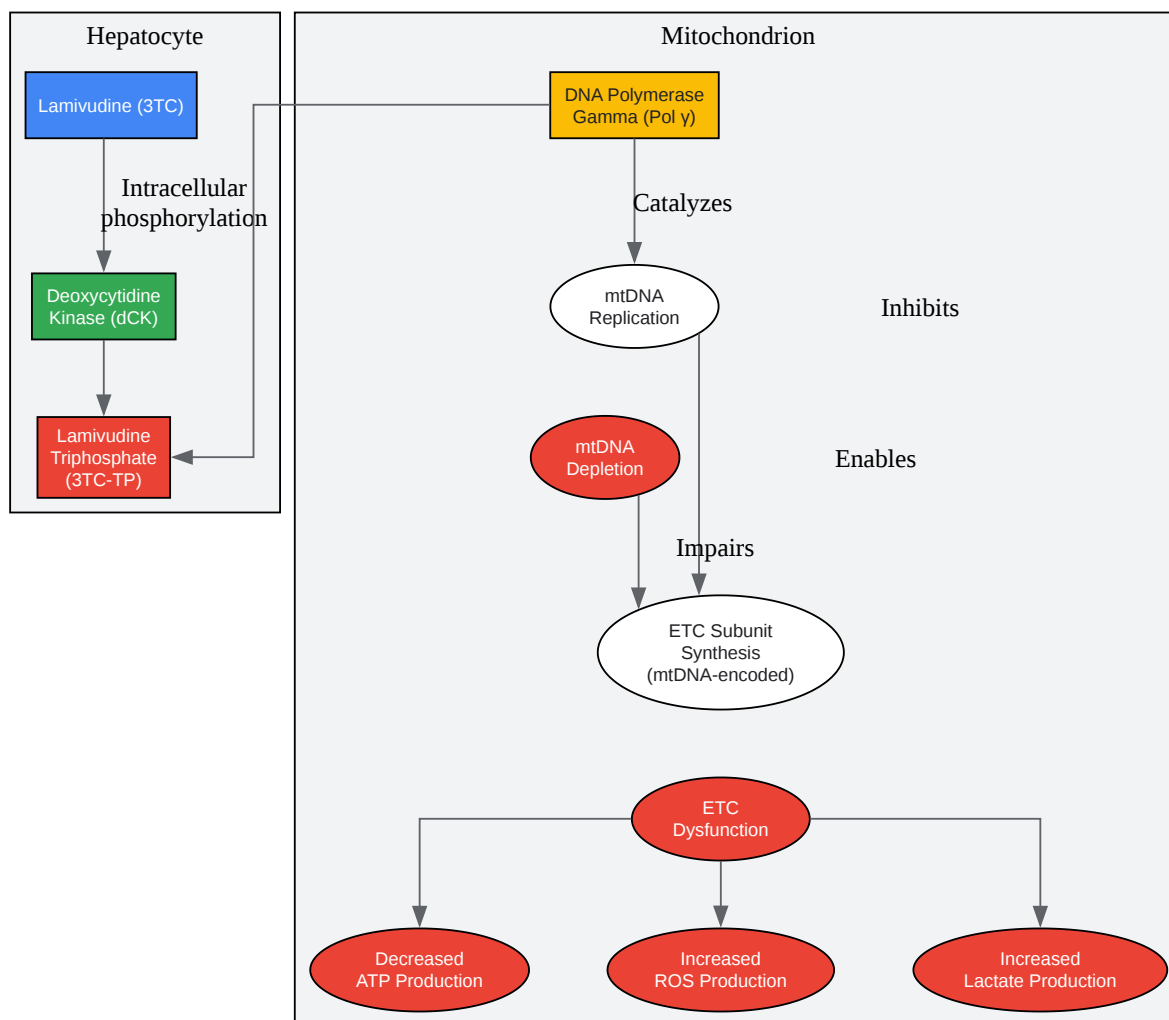 Hepatocyte
Lamivudine (3TC)
Intracellular
phosphorylation
Deoxycytidine
Kinase (dCK)
Lamivudine
Triphosphate
(3TC-TP)
Mitochondrion
DNA Polymerase
Gamma (Pol γ)
Catalyzes
mtDNA
Replication
Inhibits
mtDNA
Depletion
Enables
Impairs
ETC Subunit
Synthesis
(mtDNA-encoded)
ETC
Dysfunction
Decreased
ATP Production
Increased
ROS Production
Increased
Lactate Production